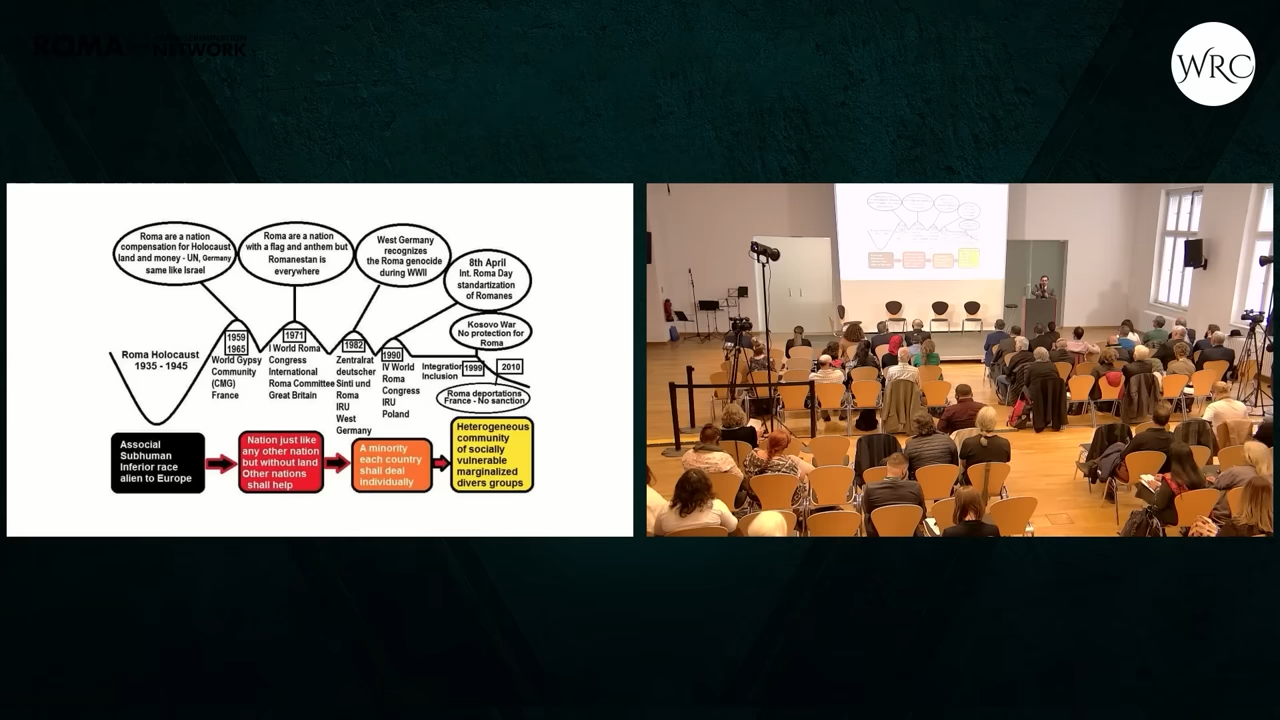 ROMA
NETWORK
WRC
Roma are a nation
compensation for Holocaust
land and money - UN, Germany
same like Israel
Roma are a nation
with a flag and anthem but
Romanestan is
everywhere
West Germany
recognizes
the Roma genocide
during WWII
8th April
Int. Roma Day
standartization
of Romanes
Kosovo War
No protection for
Roma
Roma Holocaust
1935 - 1945
1959
1965
World Gypsy
Community
(CMG)
France
1971
I World Roma
Congress
International
Roma Committee
Great Britain
1982
Zentralrat
deutscher
Sinti und
Roma
IRU
West
Germany
1990
IV World
Roma
Congress
IRU
Poland
Integration
Inclusion
1999
2010
Roma deportations
France - No sanction
Associal
Subhuman
Inferior race
alien to Europe
Nation just like
any other nation
but without land
Other nations
shall help
A minority
each country
shall deal
individually
Heterogeneous
community
of socially
vulnerable
marginalized
divers groups